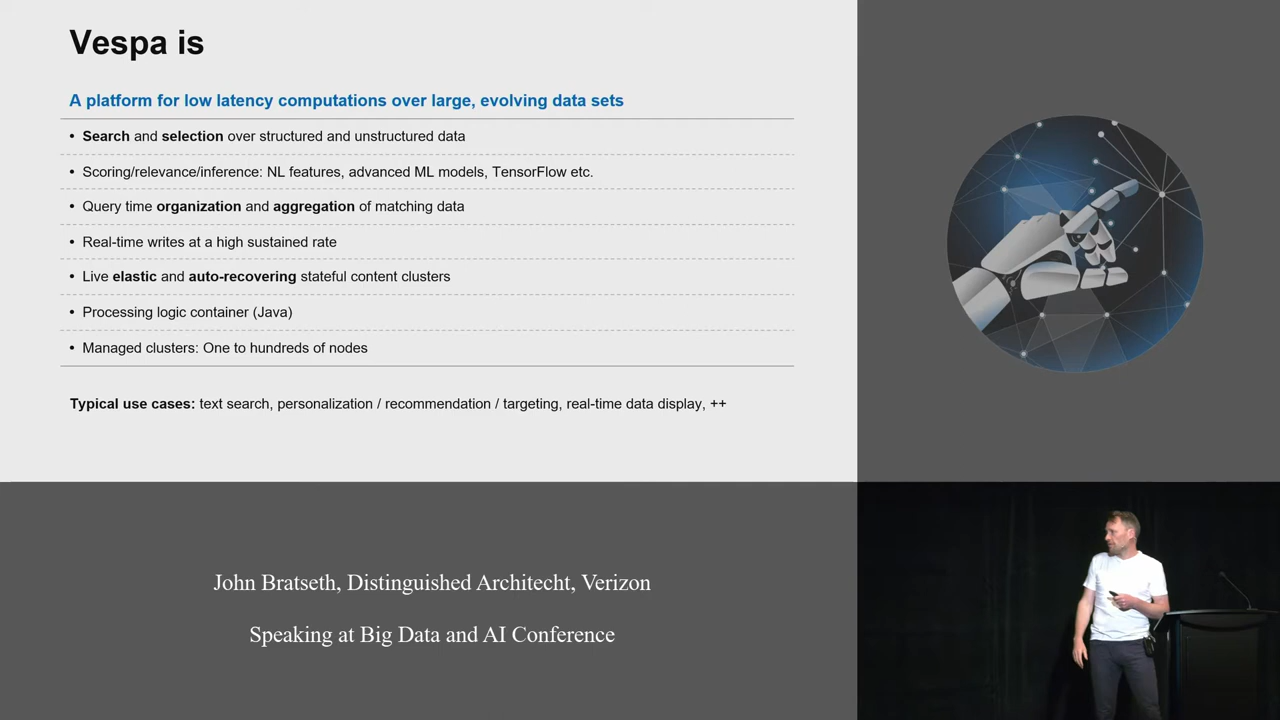 Vespa is
A platform for low latency computations over large, evolving data sets
• Search and selection over structured and unstructured data
• Scoring/relevance/inference: NL features, advanced ML models, TensorFlow etc.
• Query time organization and aggregation of matching data
• Real-time writes at a high sustained rate
• Live elastic and auto-recovering stateful content clusters
• Processing logic container (Java)
• Managed clusters: One to hundreds of nodes
Typical use cases: text search, personalization / recommendation / targeting, real-time data display, ++
John Bratseth, Distinguished Architecht, Verizon
Speaking at Big Data and AI Conference